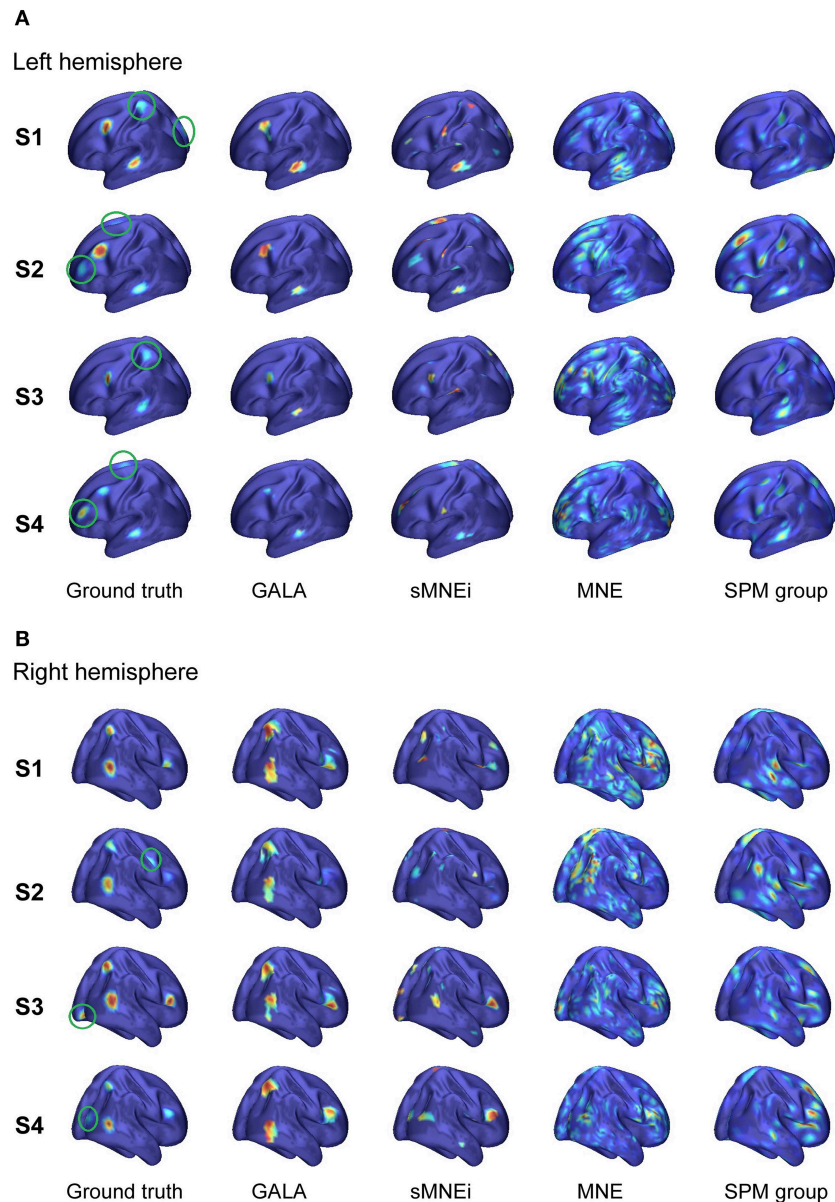 A
Left hemisphere
S1
S2
S3
S4
Ground truth GALA sMNEi MNE SPM group
B
Right hemisphere
S1
S2
S3
S4
Ground truth GALA sMNEi MNE SPM group